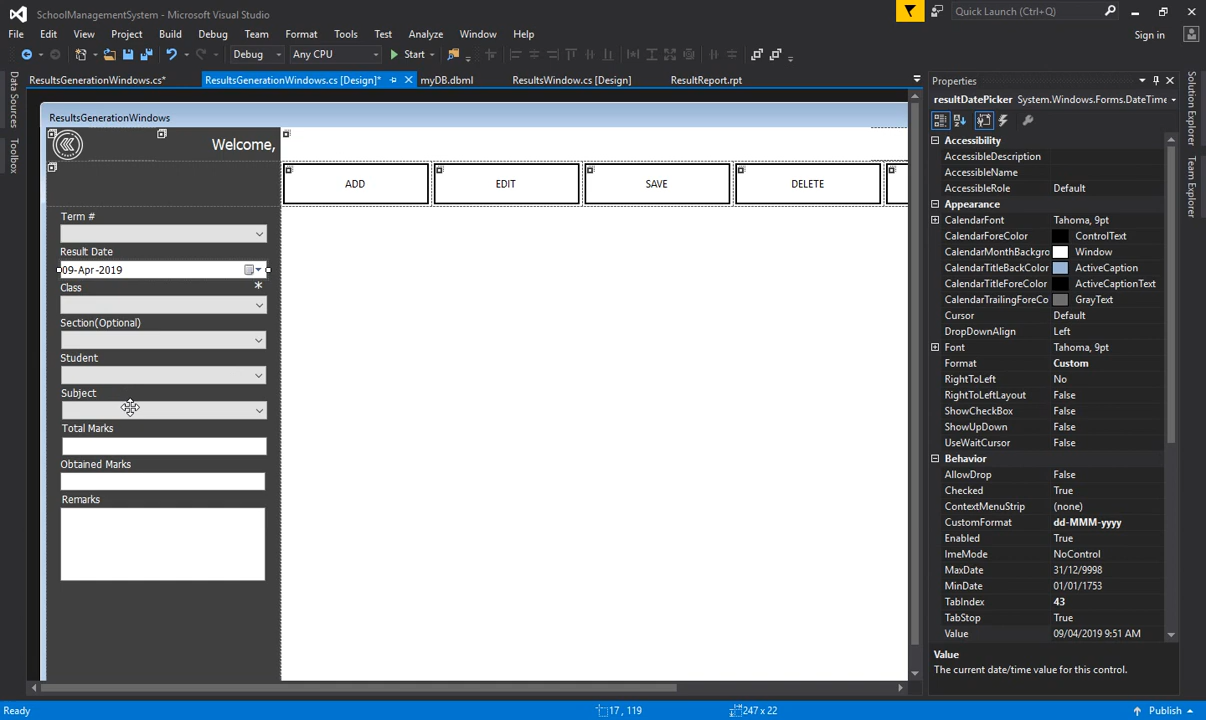 SchoolManagementSystem - Microsoft Visual Studio
Quick Launch (Ctrl+Q)
File Edit View Project Build Debug Team Format Tools Test Analyze Window Help
Sign in
Debug Any CPU Start
ResultsGenerationWindows.cs* ResultsGenerationWindows.cs [Design]* myDB.dbml ResultsWindow.cs [Design] ResultReport.rpt
Data Sources
Toolbox
ResultsGenerationWindows
Welcome,
ADD EDIT SAVE DELETE
Term #
Result Date
09-Apr -2019
Class *
Section(Optional)
Student
Subject
Total Marks
Obtained Marks
Remarks
Properties
resultDatePicker System.Windows.Forms.DateTime
Accessibility
AccessibleDescription
AccessibleName
AccessibleRole Default
Appearance
CalendarFont Tahoma, 9pt
CalendarForeColor ControlText
CalendarMonthBackgro Window
CalendarTitleBackColor ActiveCaption
CalendarTitleForeColor ActiveCaptionText
CalendarTrailingForeCo GrayText
Cursor Default
DropDownAlign Left
Font Tahoma, 9pt
Format Custom
RightToLeft No
RightToLeftLayout False
ShowCheckBox False
ShowUpDown False
UseWaitCursor False
Behavior
AllowDrop False
Checked True
ContextMenuStrip (none)
CustomFormat dd-MMM-yyyy
Enabled True
ImeMode NoControl
MaxDate 31/12/9998
MinDate 01/01/1753
TabIndex 43
TabStop True
Value 09/04/2019 9:51 AM
Value
The current date/time value for this control.
Solution Explorer
Team Explorer
Ready 17 , 119 247 x 22 Publish